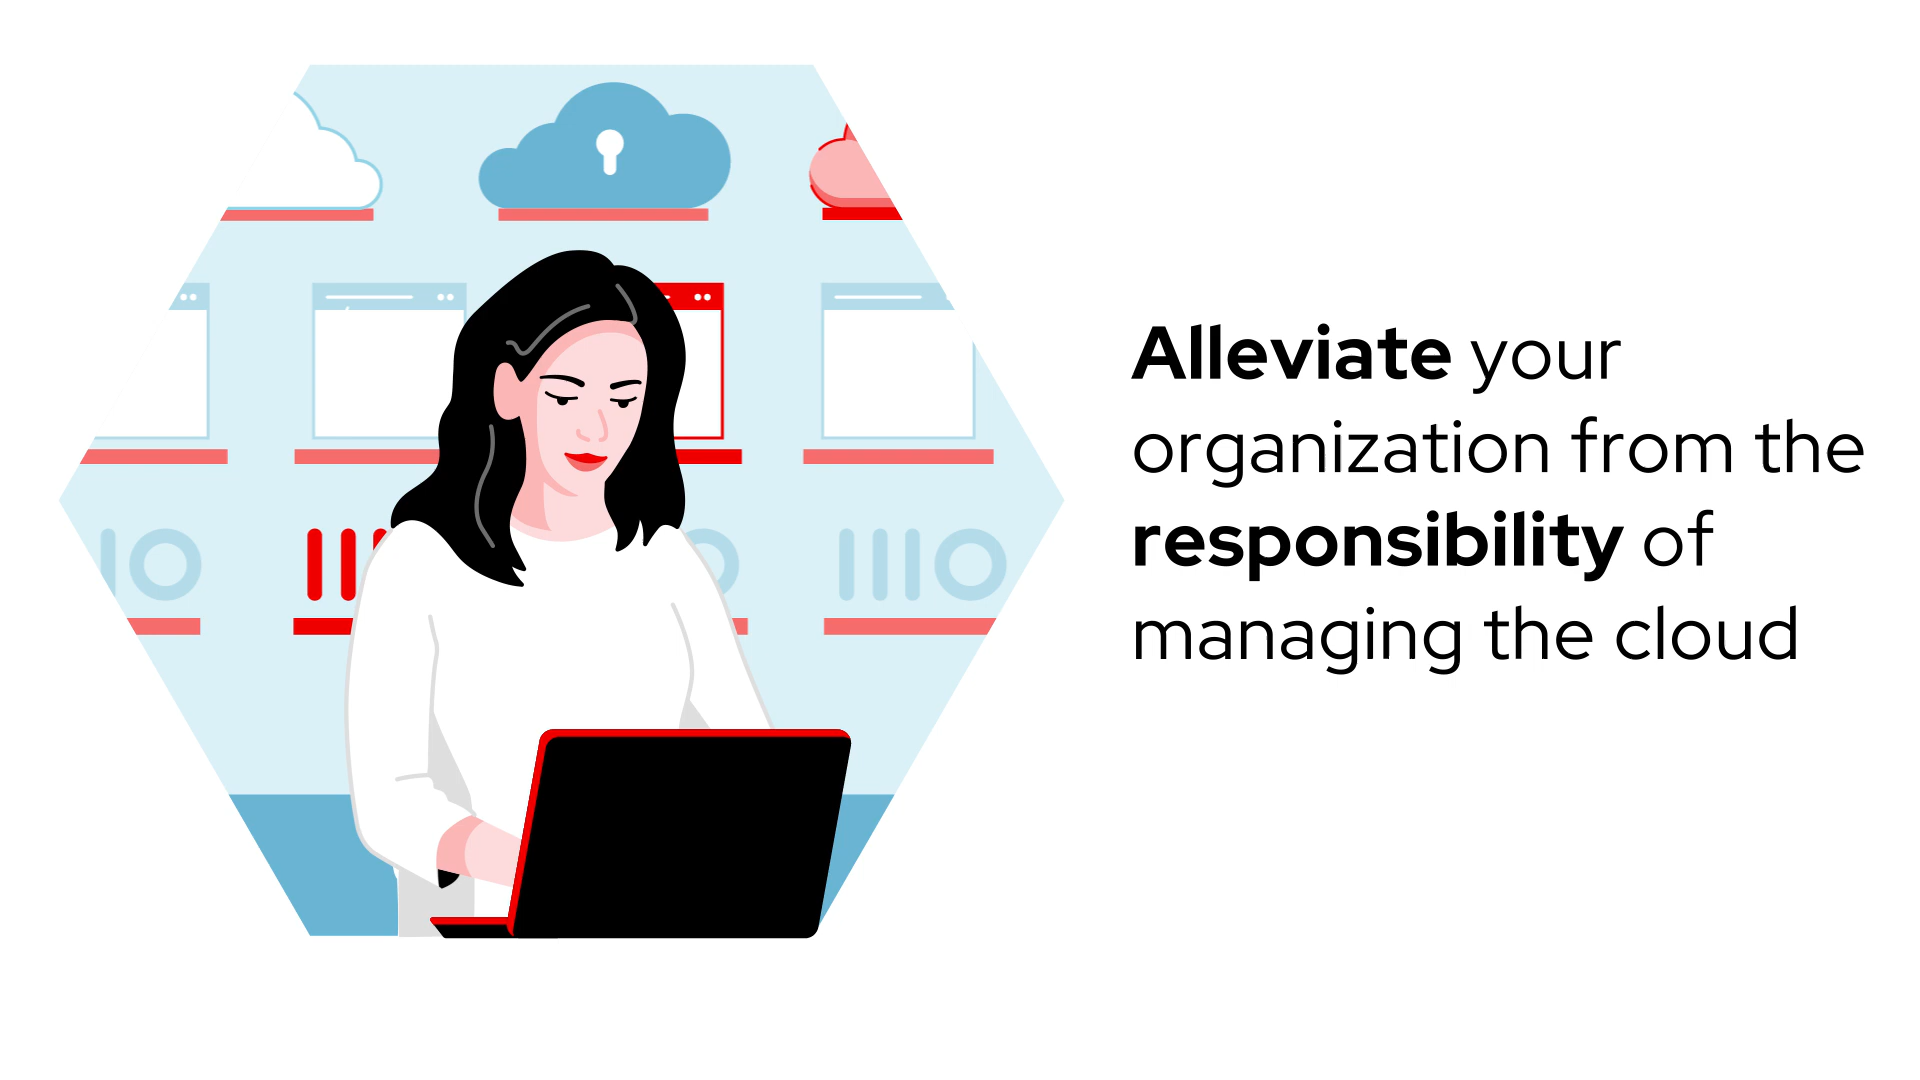 Alleviate your
organization from the
responsibility of
managing the cloud